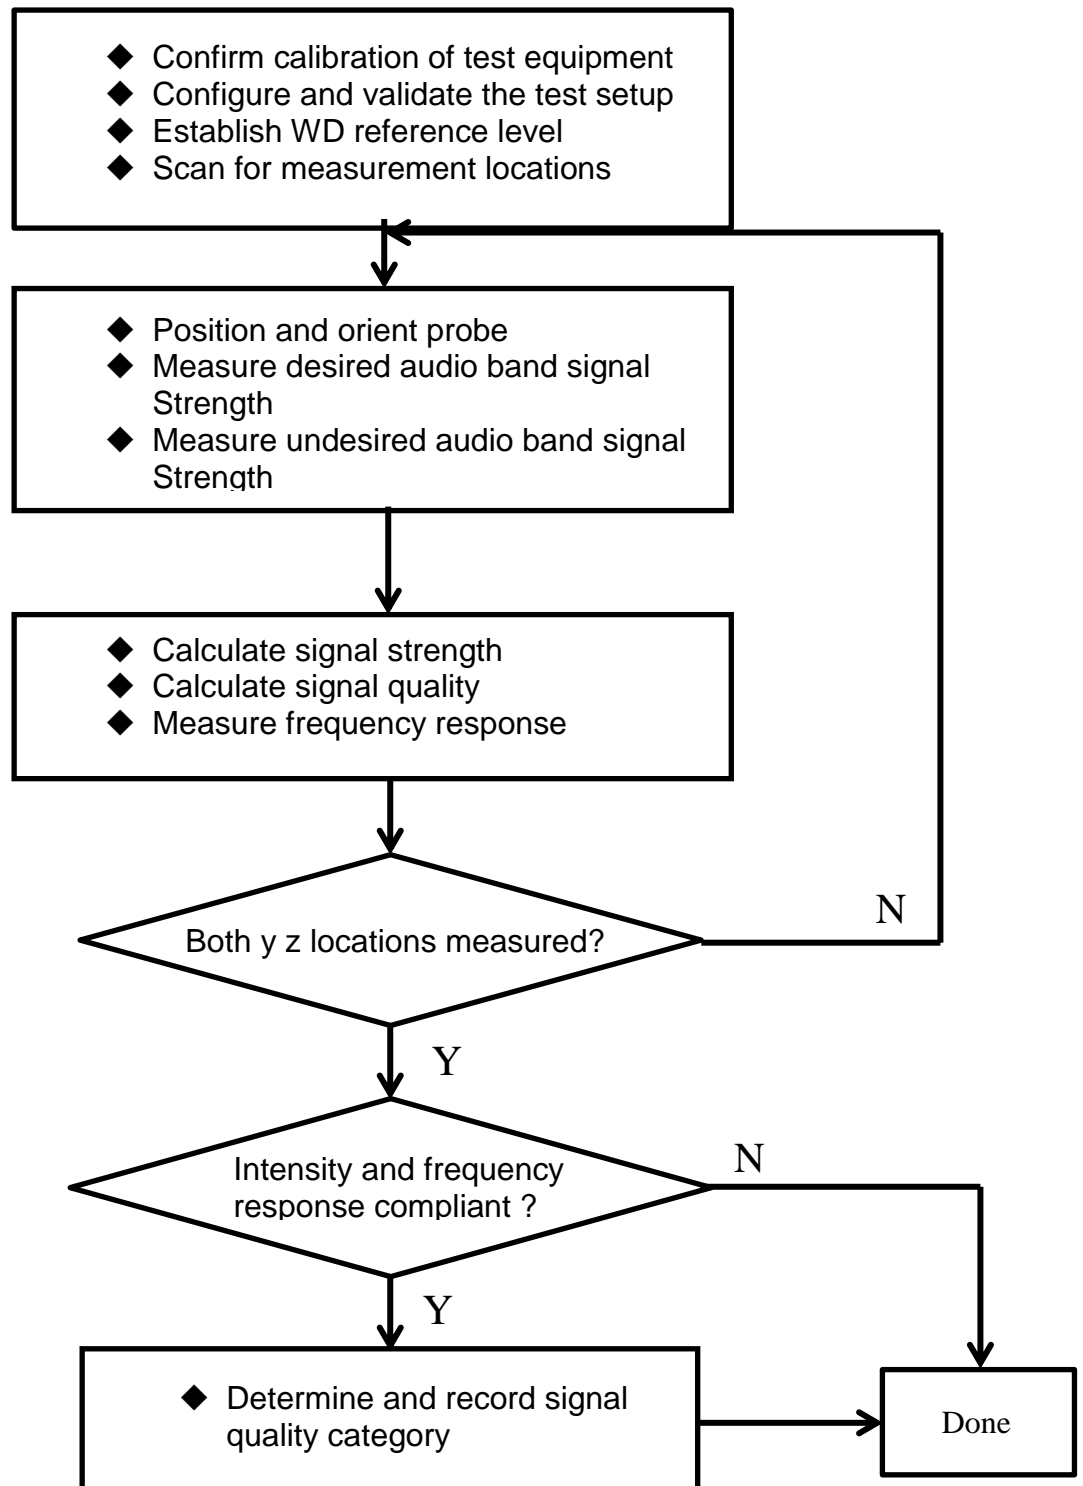 ◆ Confirm calibration of test equipment
◆ Configure and validate the test setup
◆ Establish WD reference level
◆ Scan for measurement locations
◆ Position and orient probe
◆ Measure desired audio band signal
Strength
◆ Measure undesired audio band signal
Strength
◆ Calculate signal strength
◆ Calculate signal quality
◆ Measure frequency response
Both y z locations measured?
N
Y
Intensity and frequency
response compliant ?
N
Y
◆ Determine and record signal
quality category
Done